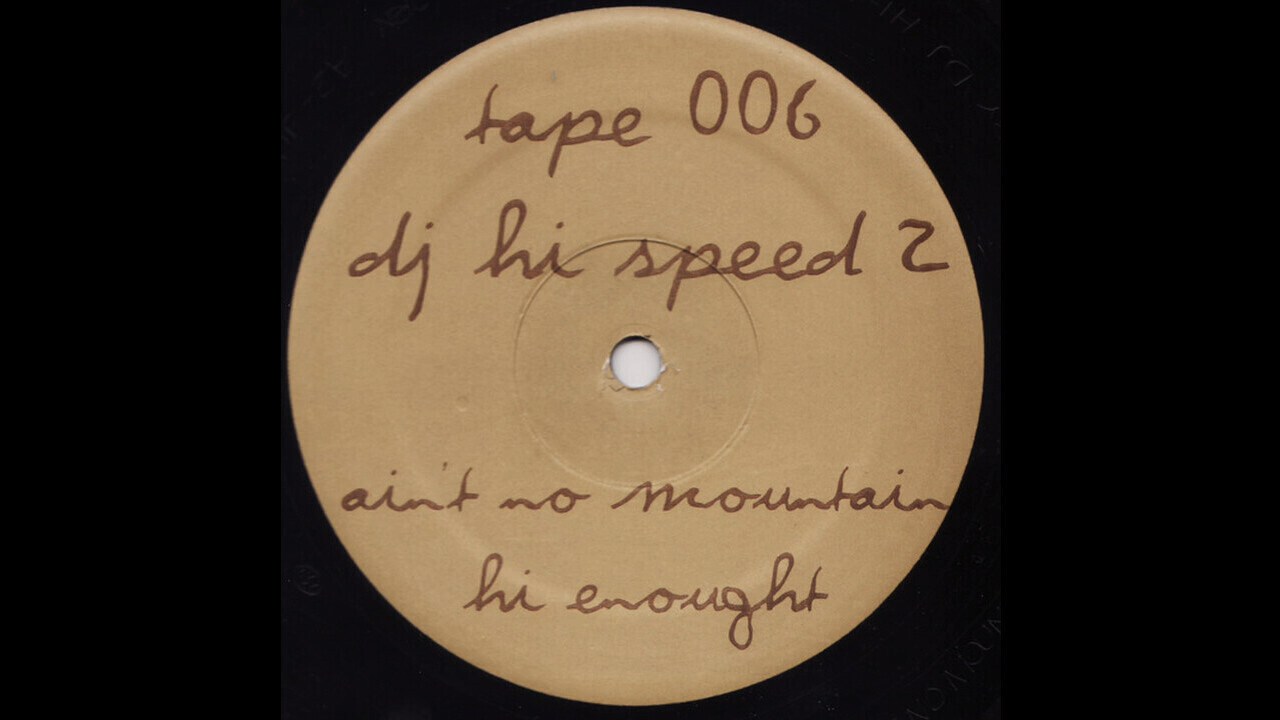 tape 006
dj hi speed 2
ain't no mountain
hi enought